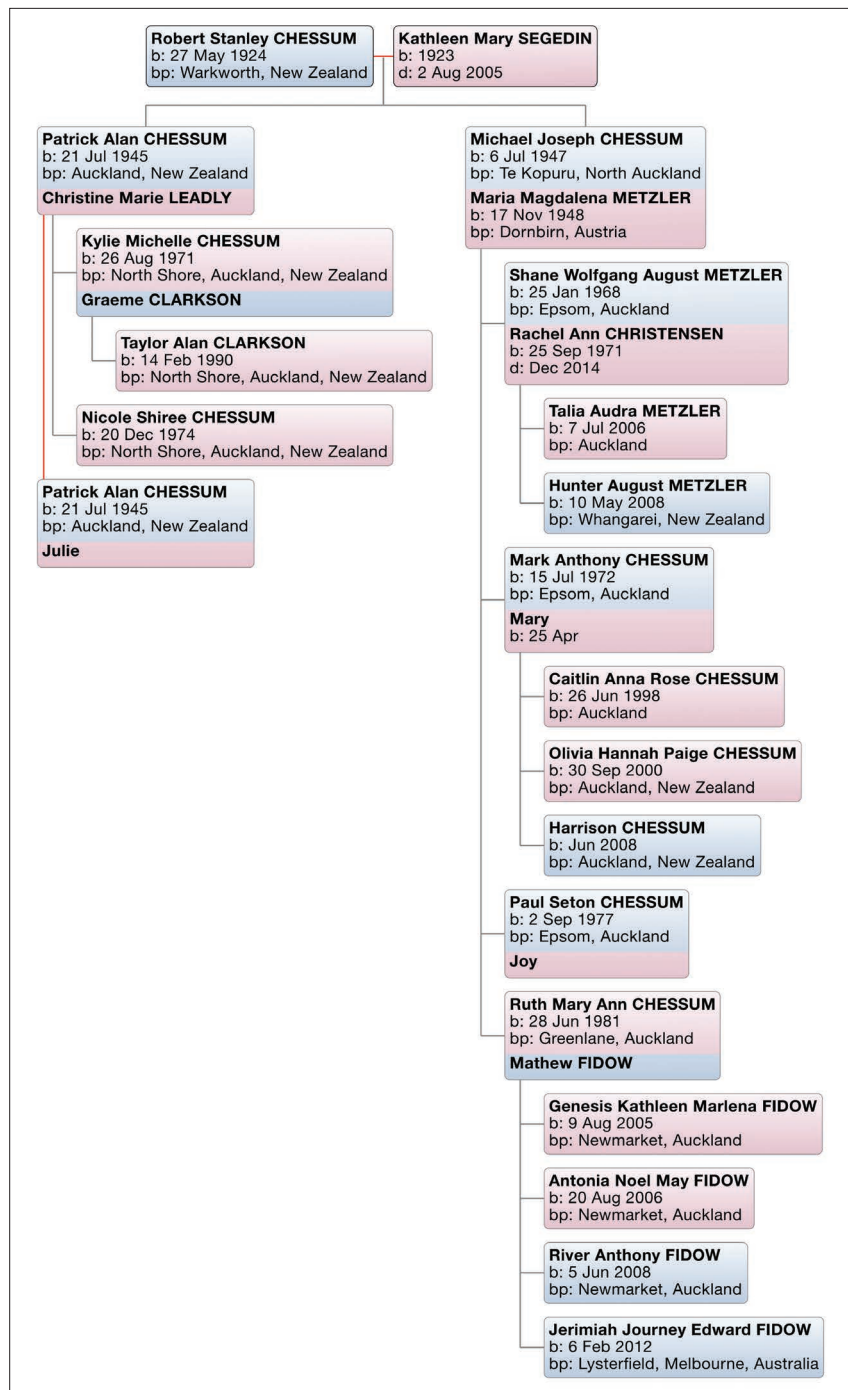 Robert Stanley CHESSUM
b: 27 May 1924
bp: Warkworth, New Zealand
Kathleen Mary SEGEDIN
b: 1923
d: 2 Aug 2005
Patrick Alan CHESSUM
b: 21 Jul 1945
bp: Auckland, New Zealand
Christine Marie LEADLY
Kylie Michelle CHESSUM
b: 26 Aug 1971
bp: North Shore, Auckland, New Zealand
Graeme CLARKSON
Taylor Alan CLARKSON
b: 14 Feb 1990
bp: North Shore, Auckland, New Zealand
Nicole Shiree CHESSUM
b: 20 Dec 1974
bp: North Shore, Auckland, New Zealand
Patrick Alan CHESSUM
b: 21 Jul 1945
bp: Auckland, New Zealand
Julie
Michael Joseph CHESSUM
b: 6 Jul 1947
bp: Te Kopuru, North Auckland
Maria Magdalena METZLER
b: 17 Nov 1948
bp: Dornbirn, Austria
Shane Wolfgang August METZLER
b: 25 Jan 1968
bp: Epsom, Auckland
Rachel Ann CHRISTENSEN
b: 25 Sep 1971
d: Dec 2014
Talia Audra METZLER
b: 7 Jul 2006
bp: Auckland
Hunter August METZLER
b: 10 May 2008
bp: Whangarei, New Zealand
Mark Anthony CHESSUM
b: 15 Jul 1972
bp: Epsom, Auckland
Mary
b: 25 Apr
Caitlin Anna Rose CHESSUM
b: 26 Jun 1998
bp: Auckland
Olivia Hannah Paige CHESSUM
b: 30 Sep 2000
bp: Auckland, New Zealand
Harrison CHESSUM
b: Jun 2008
bp: Auckland, New Zealand
Paul Seton CHESSUM
b: 2 Sep 1977
bp: Epsom, Auckland
Joy
Ruth Mary Ann CHESSUM
b: 28 Jun 1981
bp: Greenlane, Auckland
Mathew FIDOW
Genesis Kathleen Marlena FIDOW
b: 9 Aug 2005
bp: Newmarket, Auckland
Antonia Noel May FIDOW
b: 20 Aug 2006
bp: Newmarket, Auckland
River Anthony FIDOW
b: 5 Jun 2008
bp: Newmarket, Auckland
Jerimiah Journey Edward FIDOW
b: 6 Feb 2012
bp: Lysterfield, Melbourne, Australia